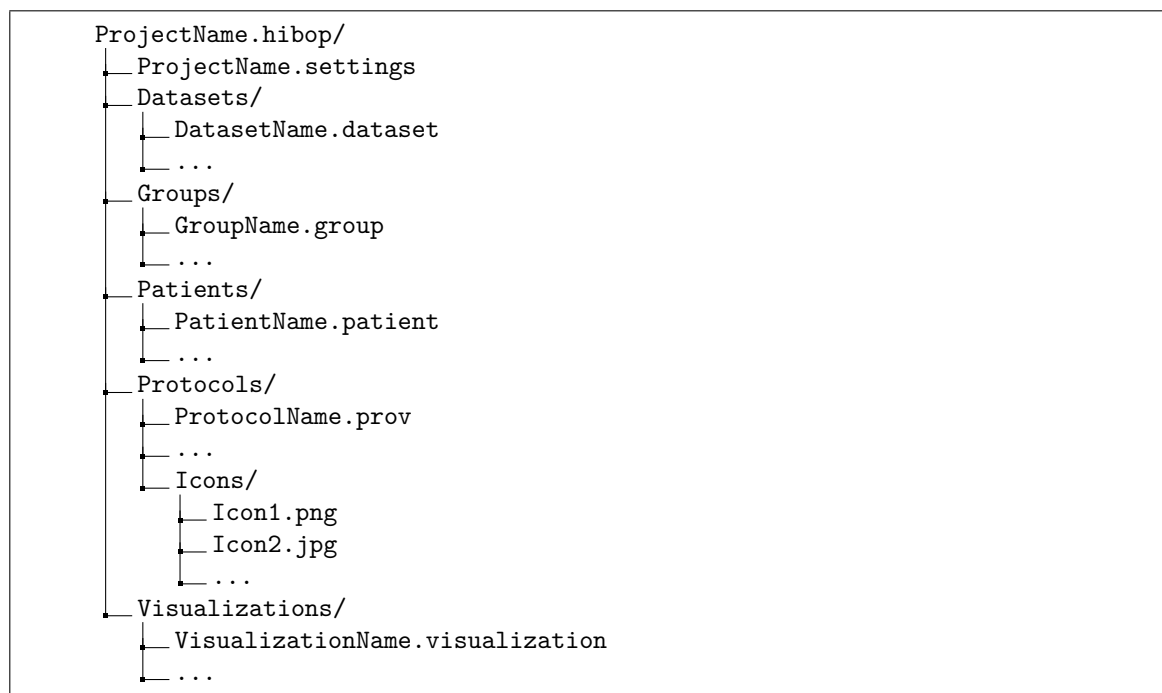 ProjectName.hibop/
ProjectName.settings
Datasets/
DatasetName.dataset
...
Groups/
GroupName.group
...
Patients/
PatientName.patient
...
Protocols/
ProtocolName.prov
...
Icons/
Icon1.png
Icon2.jpg
...
Visualizations/
VisualizationName.visualization
...